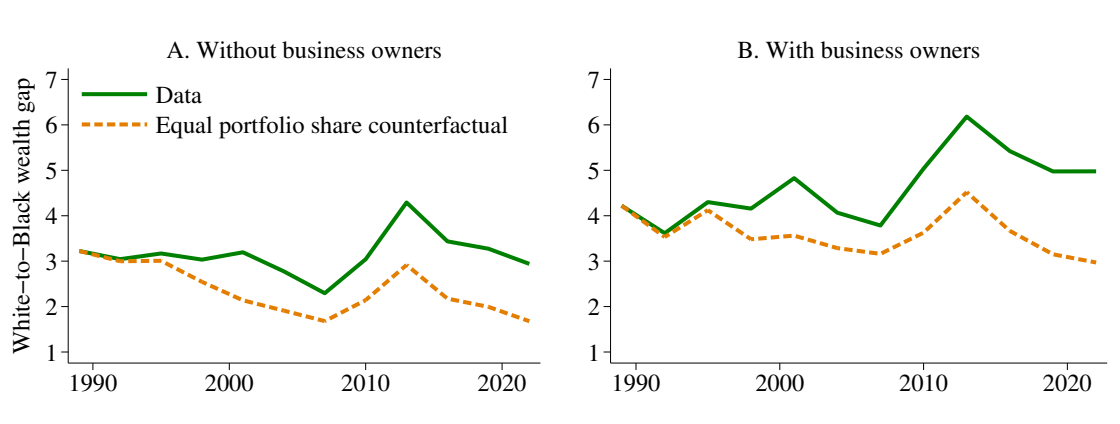 A. Without business owners
White−to−Black wealth gap
7
6
5
4
3
2
1
Data
Equal portfolio share counterfactual
1990 2000 2010 2020
B. With business owners
7
6
5
4
3
2
1
1990 2000 2010 2020